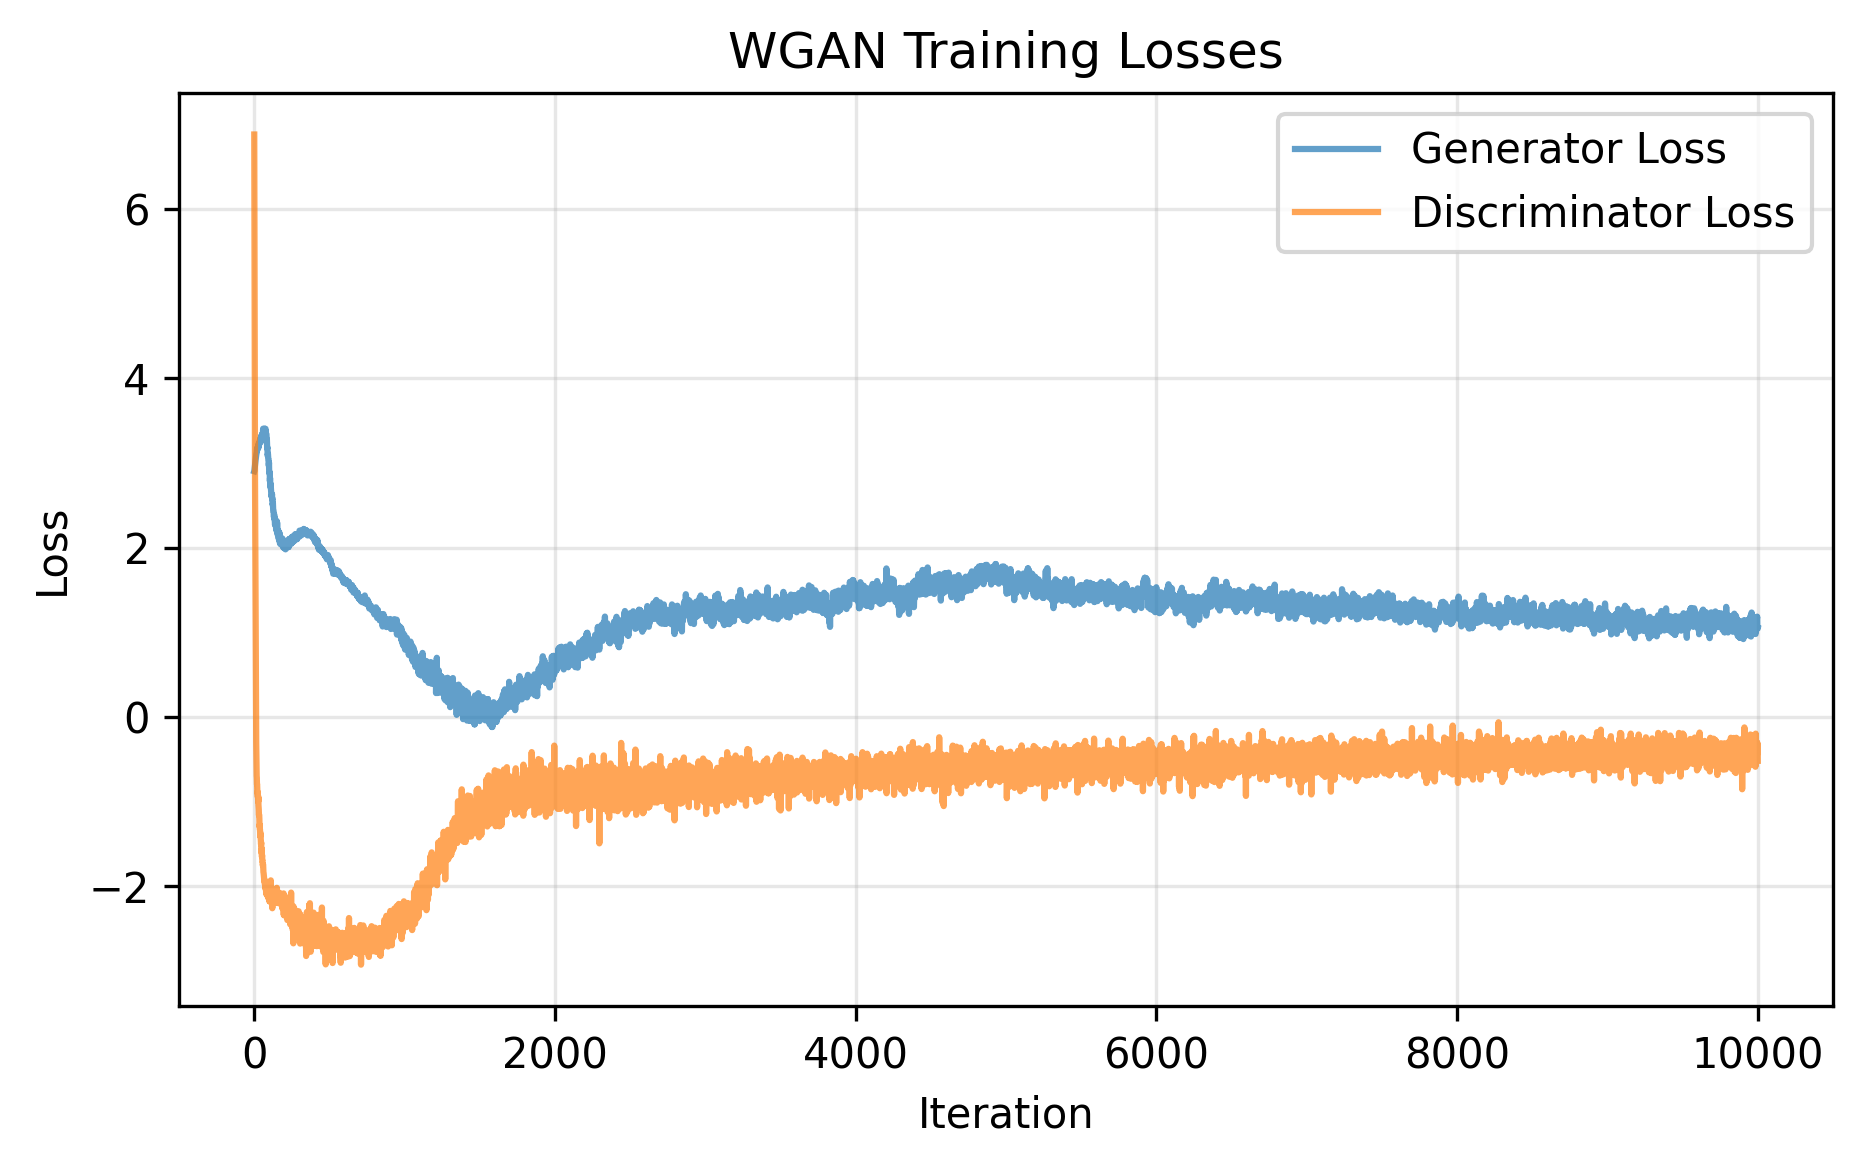 WGAN Training Losses
Generator Loss
Discriminator Loss
Loss
6
4
2
0
−2
0 2000 4000 6000 8000 10000
Iteration